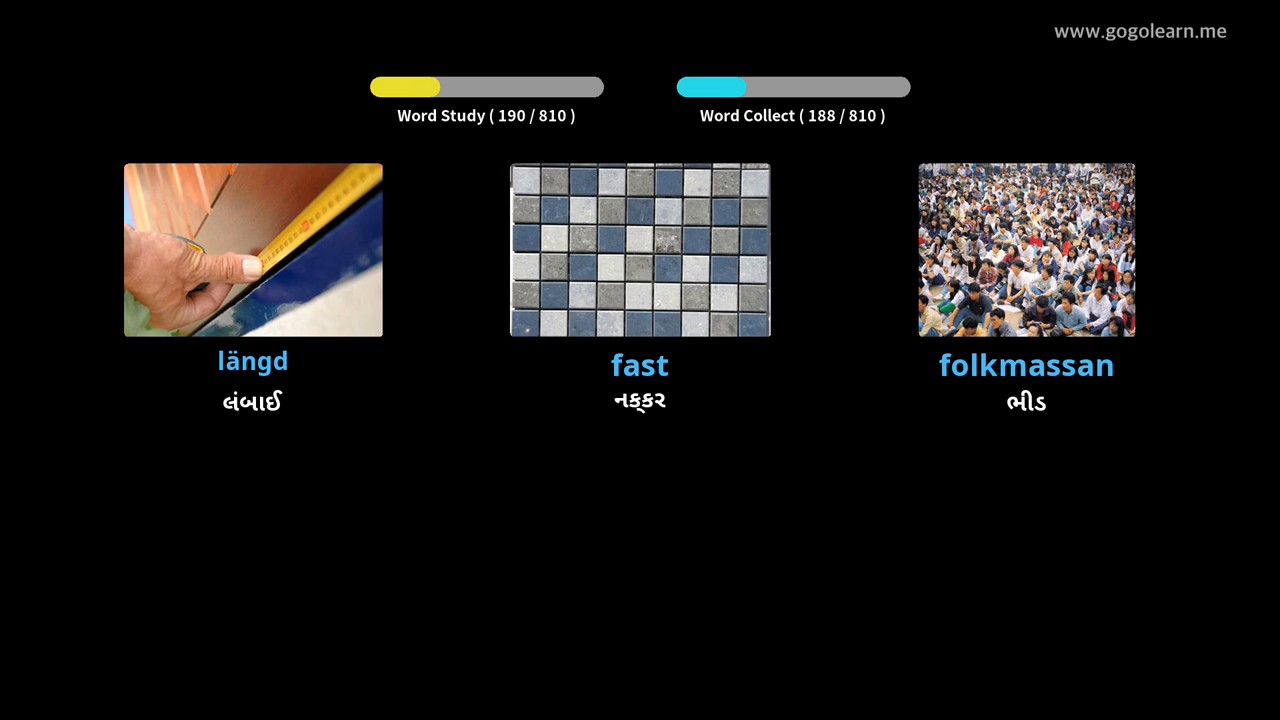 www.gogolearn.me
Word Study ( 190 / 810 )
Word Collect ( 188 / 810 )
längd
fast
folkmassan
લંબાઈ
નક્કર
ભીડ